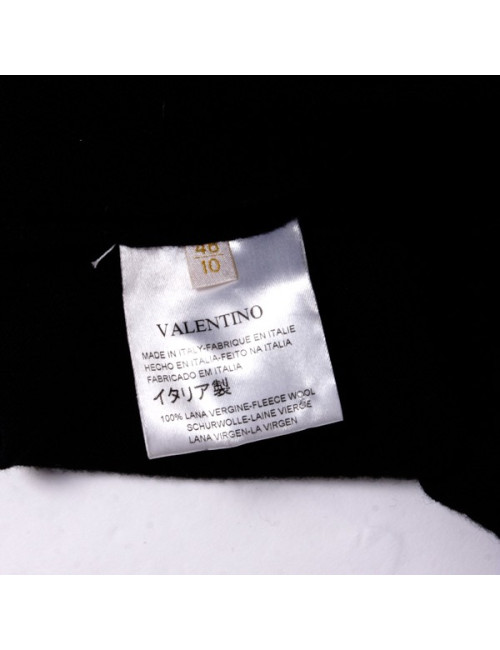 46
10
VALENTINO
MADE IN ITALY-FABRIQUE EN ITALIE
HECHO EN ITALIA-FEITO NA ITALIA
FABRICADO EM ITALIA
イタリア製
100% LANA VERGINE-FLEECE WOOL
SCHURWOLLE-LAINE VIERGE
LANA VIRGEN-LA VIRGEN